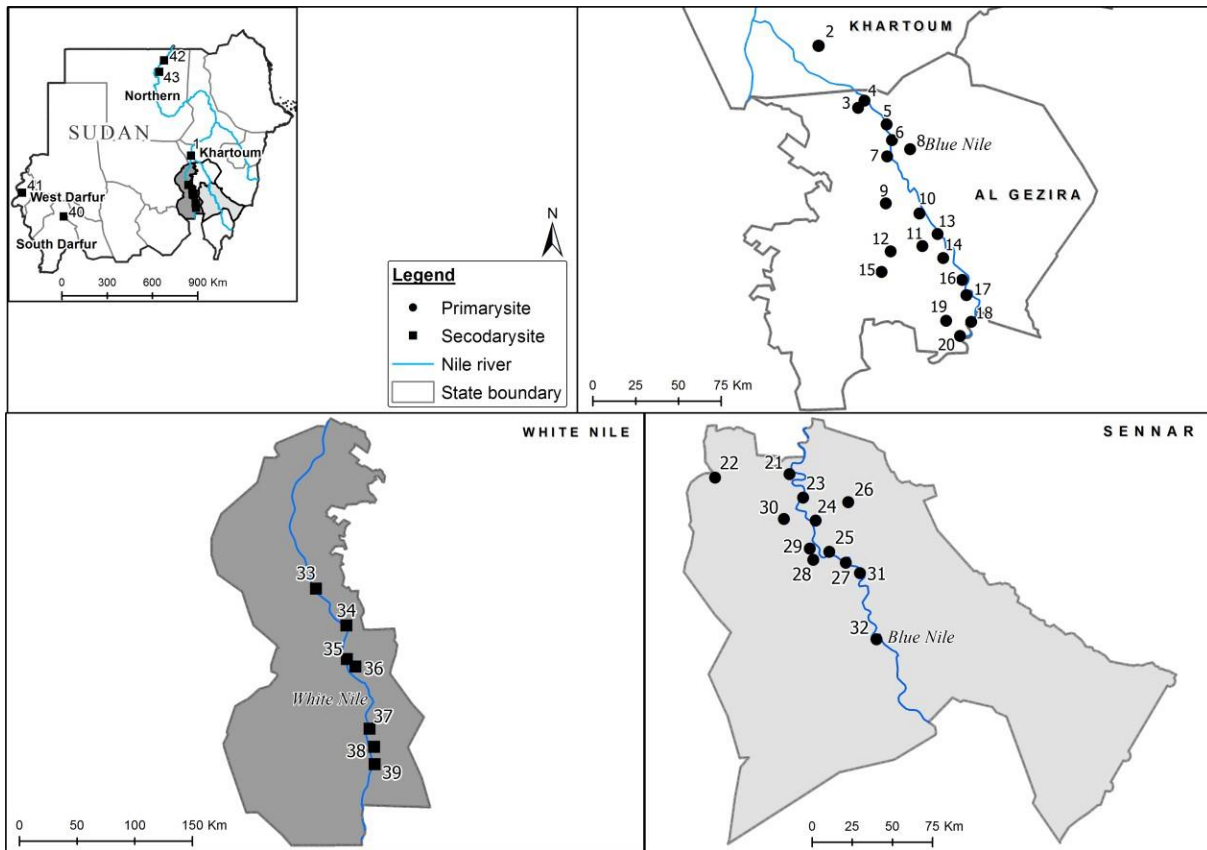 42
43
Northern
SUDAN
1
Khartoum
41
West Darfur
40
South Darfur
0 300 600 900 Km
N
Legend
Primarysite
Secodarysite
Nile river
State boundary
KHARTOUM
2
4
3
5
6
8 Blue Nile
7
AL GEZIRA
9
10
13
12
11
14
15
16
17
19
18
20
0 25 50 75 Km
WHITE NILE
33
34
35
36
White Nile
37
38
39
0 50 100 150 Km
SENNAR
22
21
23
26
30
24
29
25
28
27
31
32 Blue Nile
0 25 50 75 Km